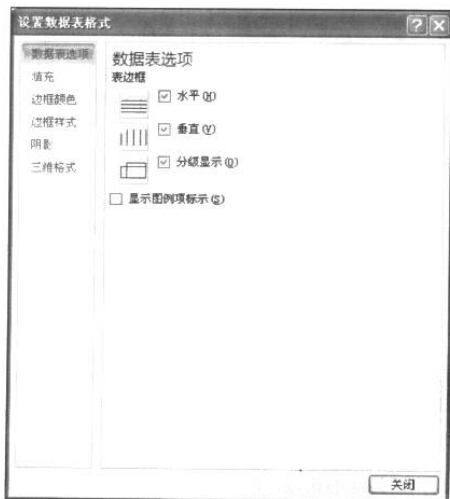 设置数据表格式
数据表选项
填充
边框颜色
边框样式
阴影
三维格式
数据表选项
表边框
水平(H)
垂直(V)
分级显示(O)
显示图例项标示(S)
关闭